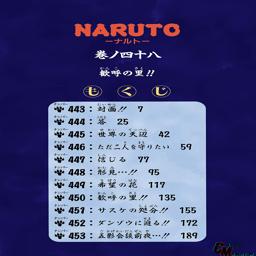 NARUTO
ーナルトー
巻ノ四十八
歓呼の里!!
もくじ
443:対面!! 7
444:答 25
445:世尊の天辺 42
446:ただ二人を守りたい 59
447:信じる 77
448:形見…!! 95
449:希望の花 117
450:歓呼の里!! 135
451:サスケの処分!! 155
452:ダンゾウに迫る!! 172
453:五影会談前夜…!! 189